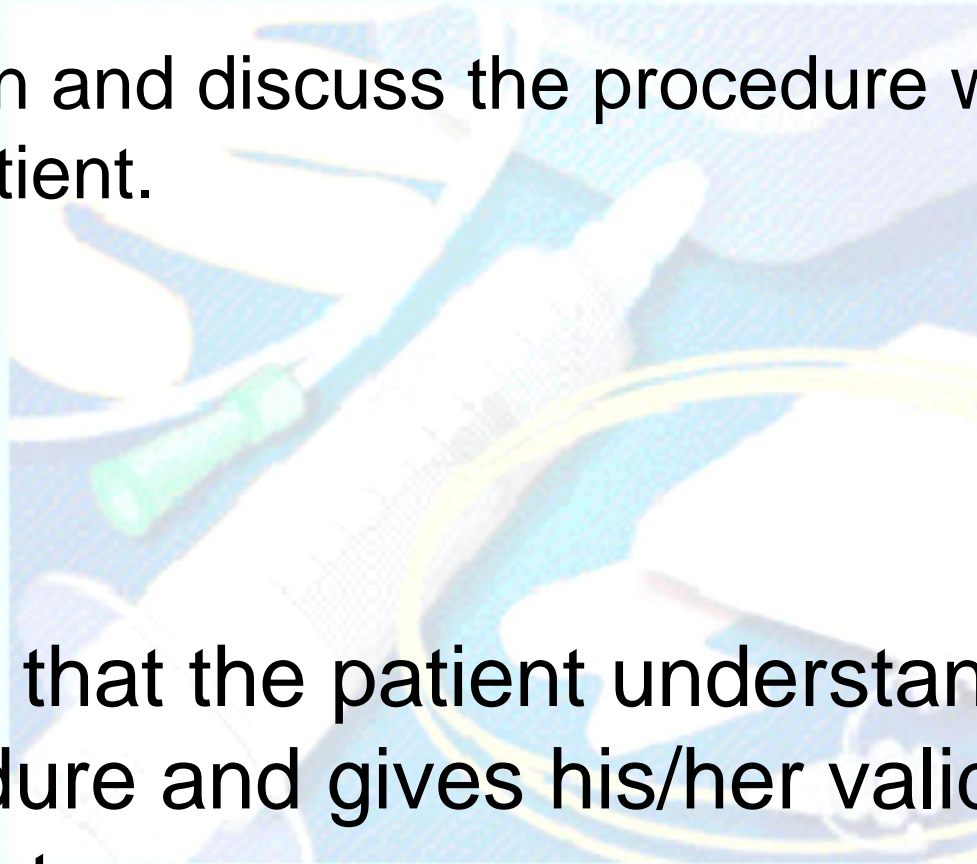 n and discuss the procedure w
tient.
that the patient understan
dure and gives his/her valid